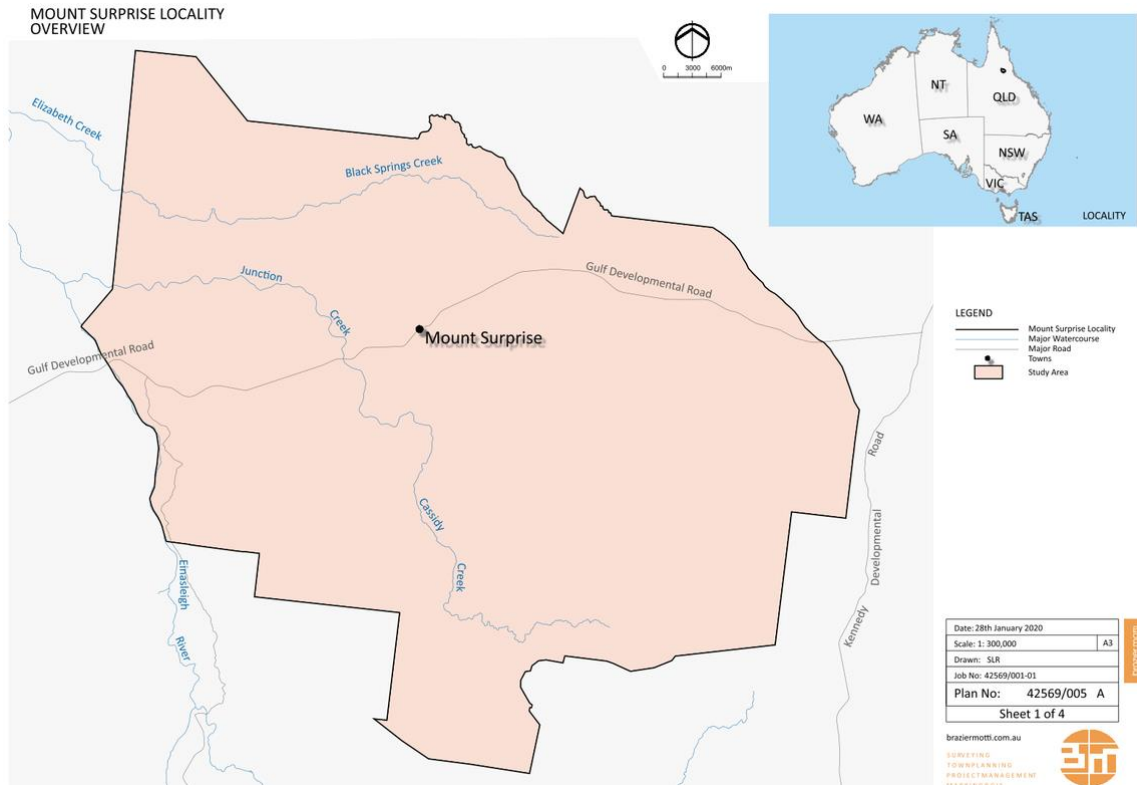 MOUNT SURPRISE LOCALITY
OVERVIEW
0 3000 6000m
WA
NT
QLD
SA
NSW
VIC
TAS
LOCALITY
Elizabeth Creek
Black Springs Creek
Junction
Creek
Gulf Developmental Road
Mount Surprise
Gulf Developmental Road
Cassidy
Creek
Einasleigh
River
Kennedy
Developmental
Road
LEGEND
Mount Surprise Locality
Major Watercourse
Major Road
Towns
Study Area
Date: 28th January 2020
Scale: 1: 300,000 A3
Drawn: SLR
Job No: 42569/001-01
Plan No: 42569/005 A
Sheet 1 of 4
braziermotti.com.au
SURVEYING
TOWNPLANNING
PROJECTMANAGEMENT